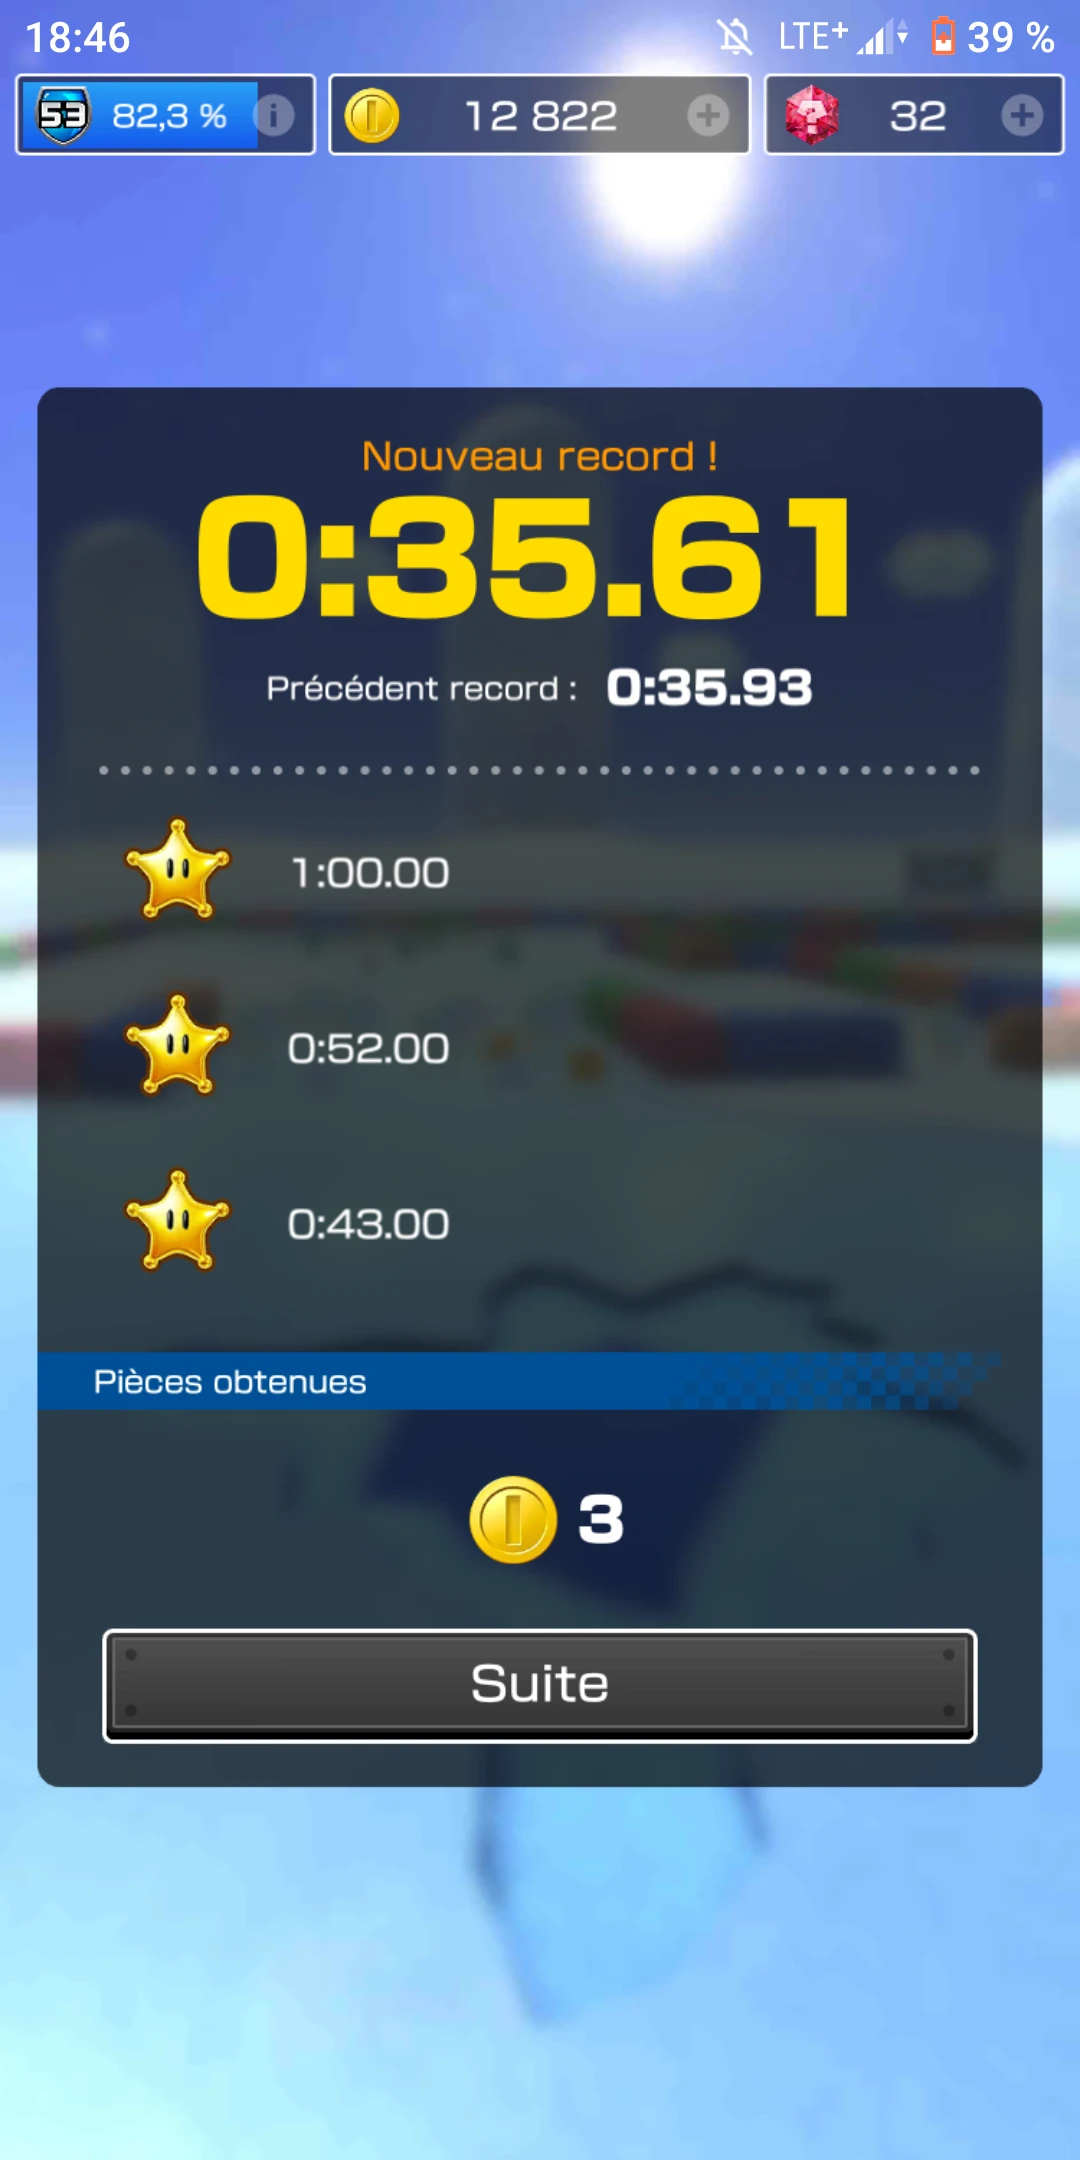 18:46 LTE+ 39 %
53 82,3 % i 12 822 + 32 +
Nouveau record !
0:35.61
Précédent record : 0:35.93
1:00.00
0:52.00
0:43.00
Pièces obtenues
3
Suite